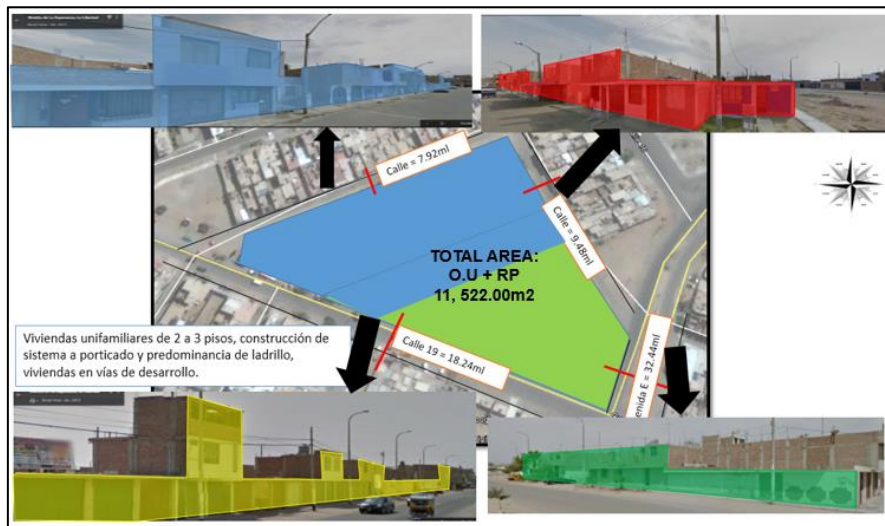 Calle = 7.92ml
Calle = 9.48ml
TOTAL AREA:
O.U + RP
11, 522.00m2
Viviendas unifamiliares de 2 a 3 pisos, construcción de
sistema a porticado y predominancia de ladrillo,
viviendas en vías de desarrollo.
Calle 19 = 18.24ml
enida E = 32.44ml